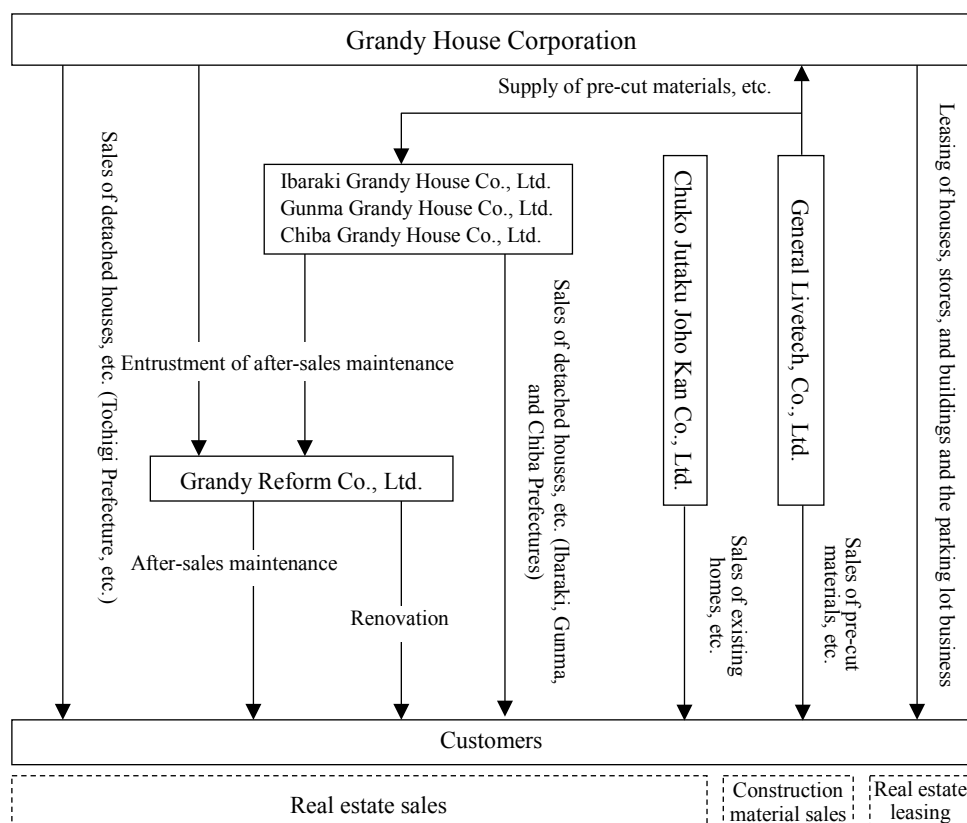 Grandy House Corporation
Supply of pre-cut materials, etc.
Sales of detached houses, etc. (Tochigi Prefecture, etc.)
Ibaraki Grandy House Co., Ltd.
Gunma Grandy House Co., Ltd.
Chiba Grandy House Co., Ltd.
Chuko Jutaku Joho Kan Co., Ltd.
General Livetech, Co., Ltd.
Leasing of houses, stores, and buildings and the parking lot business
Entrustment of after-sales maintenance
Sales of detached houses, etc. (Ibaraki, Gunma,
and Chiba Prefectures)
Grandy Reform Co., Ltd.
After-sales maintenance
Renovation
Sales of existing
homes, etc.
Sales of pre-cut
materials, etc.
Customers
Real estate sales
Construction
material sales
Real estate
leasing